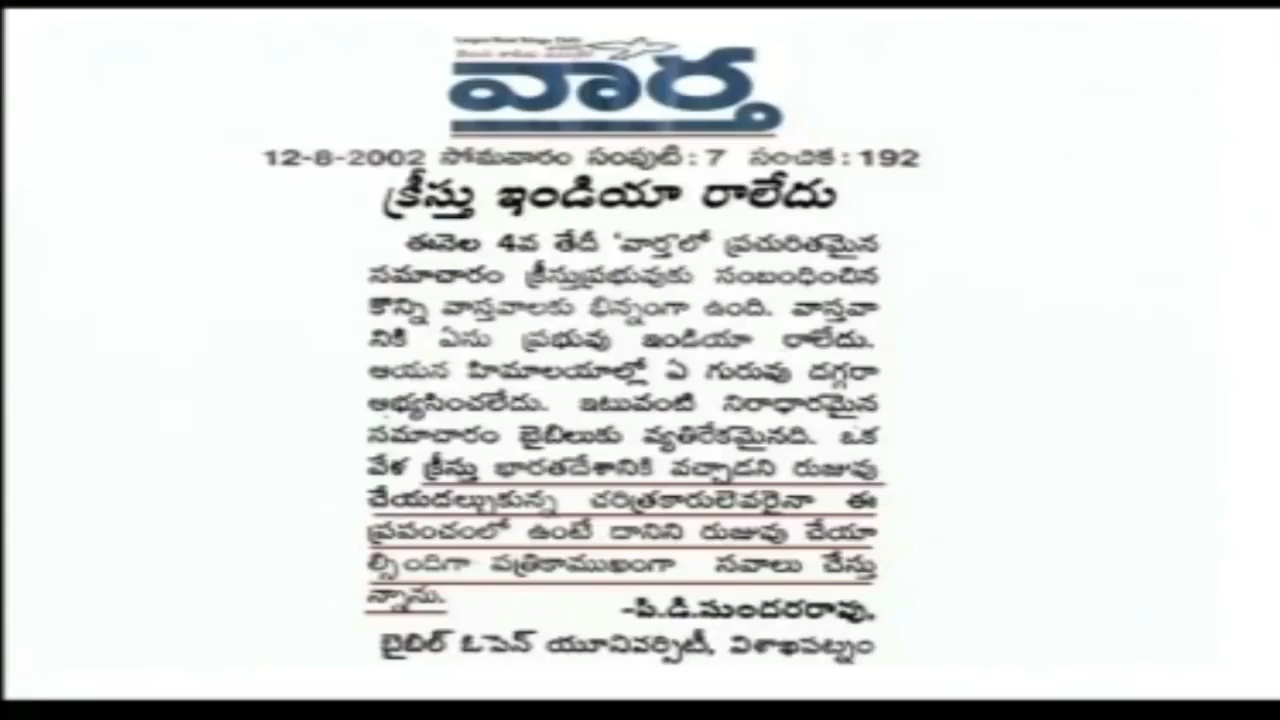 వార్త
12-8-2002 సోమవారం సంపుటి : 7 సంచిక : 192
క్రీస్తు ఇండియా రాలేదు
ఈనెల 4వ తేదీ 'వార్త'లో ప్రచురితమైన
సమాచారం క్రీస్తుప్రభువుకు సంబంధించిన
కొన్ని వాస్తవాలకు భిన్నంగా ఉంది. వాస్తవా
నికి ఏసు ప్రభువు ఇండియా రాలేదు.
ఆయన హిమాలయాల్లో ఏ గురువు దగ్గరా
అభ్యసించలేదు. ఇటువంటి నిరాధారమైన
సమాచారం బైబిలుకు వ్యతిరేకమైనది. ఒక
వేళ క్రీస్తు భారతదేశానికి వచ్చాడని రుజువు
చేయదల్చుకున్న చరిత్రకారులెవరైనా ఈ
ప్రపంచంలో ఉంటే దానిని రుజువు చేయా
ల్సిందిగా పత్రికాముఖంగా సవాలు చేస్తు
న్నాను.
-పి.డి.సుందరరావు,
బైబిల్ ఓపెన్ యూనివర్సిటీ, విశాఖపట్నం